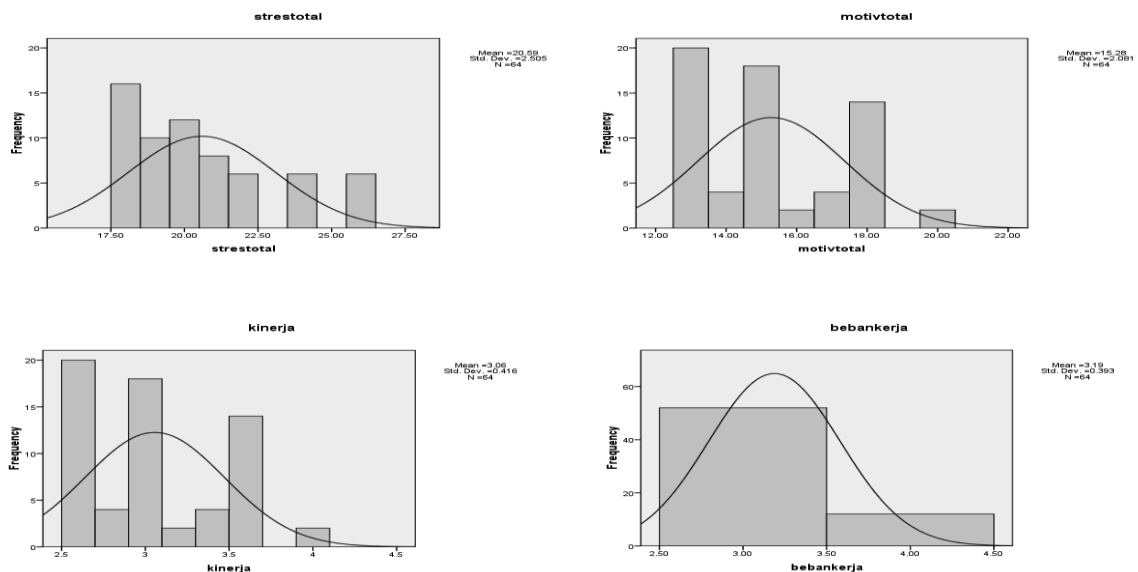 strestotal
Frequency
20
15
10
5
0
17.50 20.00 22.50 25.00 27.50
strestotal
Mean =20.59
Std. Dev. =2.505
N =64
motivtotal
Frequency
20
15
10
5
0
12.00 14.00 16.00 18.00 20.00 22.00
motivtotal
Mean =15.28
Std. Dev. =2.081
N =64
kinerja
Frequency
20
15
10
5
0
2.5 3 3.5 4 4.5
kinerja
Mean =3.06
Std. Dev. =0.416
N =64
bebankerja
Frequency
60
40
20
0
2.50 3.00 3.50 4.00 4.50
bebankerja
Mean =3.19
Std. Dev. =0.393
N =64